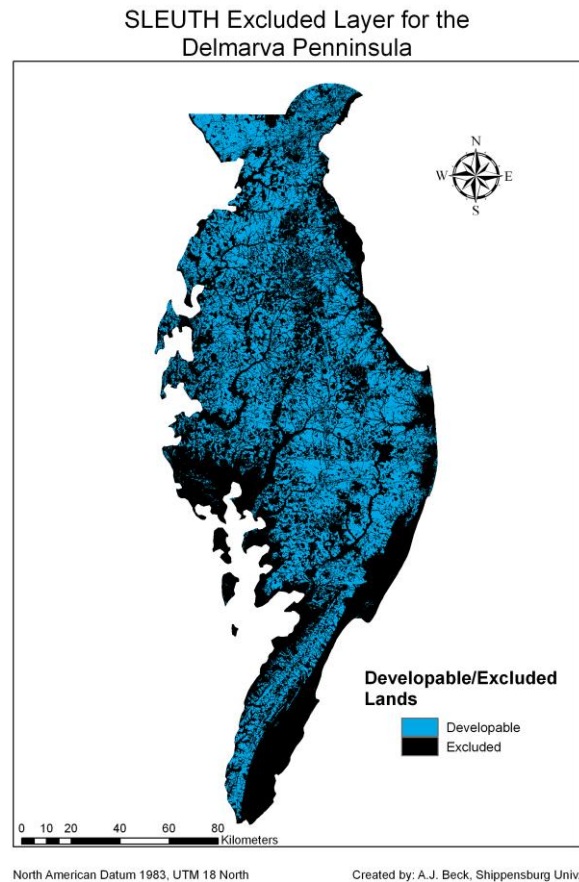 SLEUTH Excluded Layer for the
Delmarva Penninsula
N
W E
S
Developable/Excluded
Lands
Developable
Excluded
0 10 20 40 60 80
Kilometers
North American Datum 1983, UTM 18 North
Created by: A.J. Beck, Shippensburg Univ.